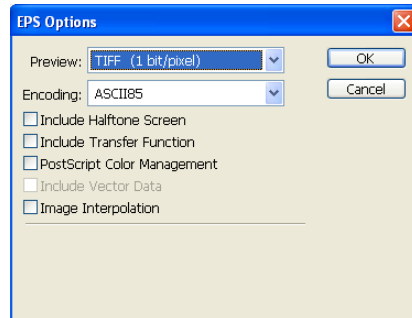 EPS Options
Preview: TIFF (1 bit/pixel) OK
Encoding: ASCII85 Cancel
Include Halftone Screen
Include Transfer Function
PostScript Color Management
Include Vector Data
Image Interpolation